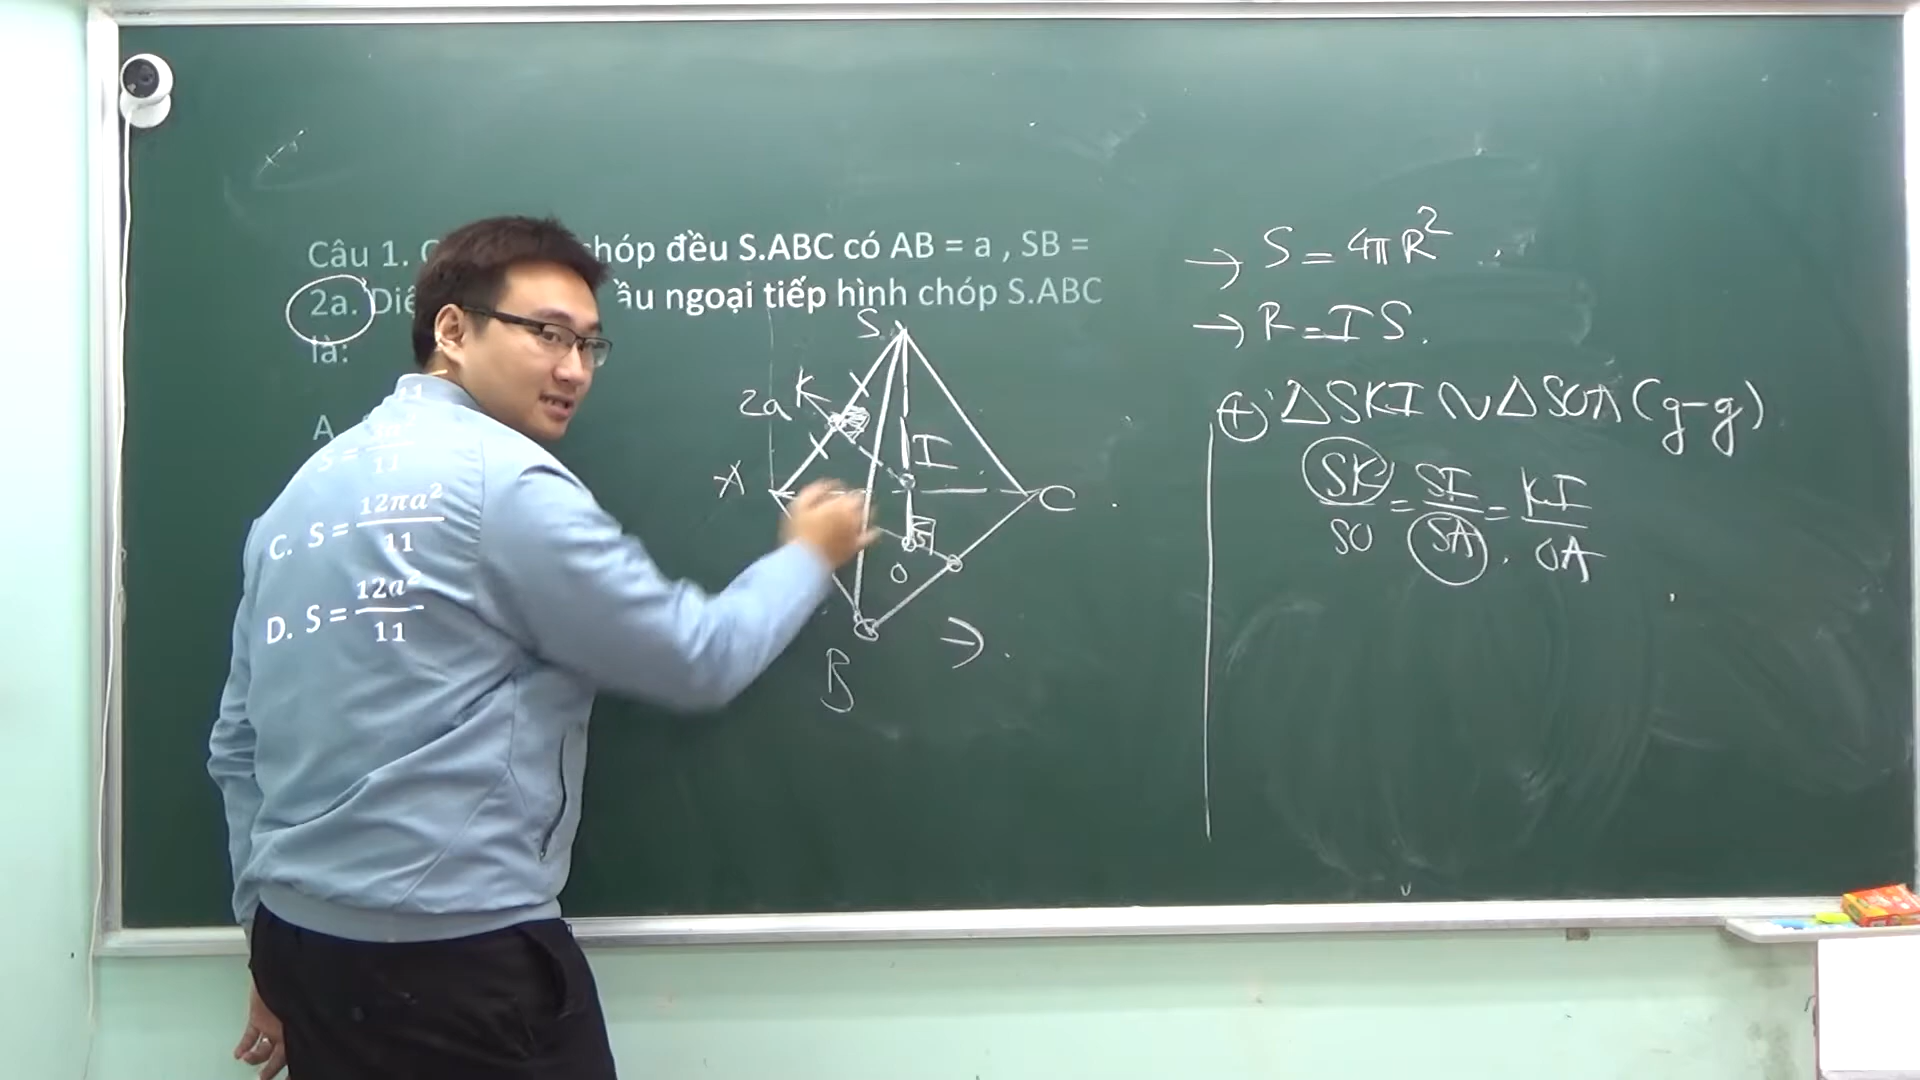 Câu 1. chóp đều S.ABC có AB = a , SB =
2a. ầu ngoại tiếp hình chóp S.ABC
là:
A.
S =
11
C. S = 12πa² / 11
D. S = 12a² / 11
S
2a K
I
A C
O
B →.
→ S = 4πR².
→ R = IS.
+ ΔSKI ∼ ΔSOA (g-g)
SK / SO = SI / SA = KI / OA